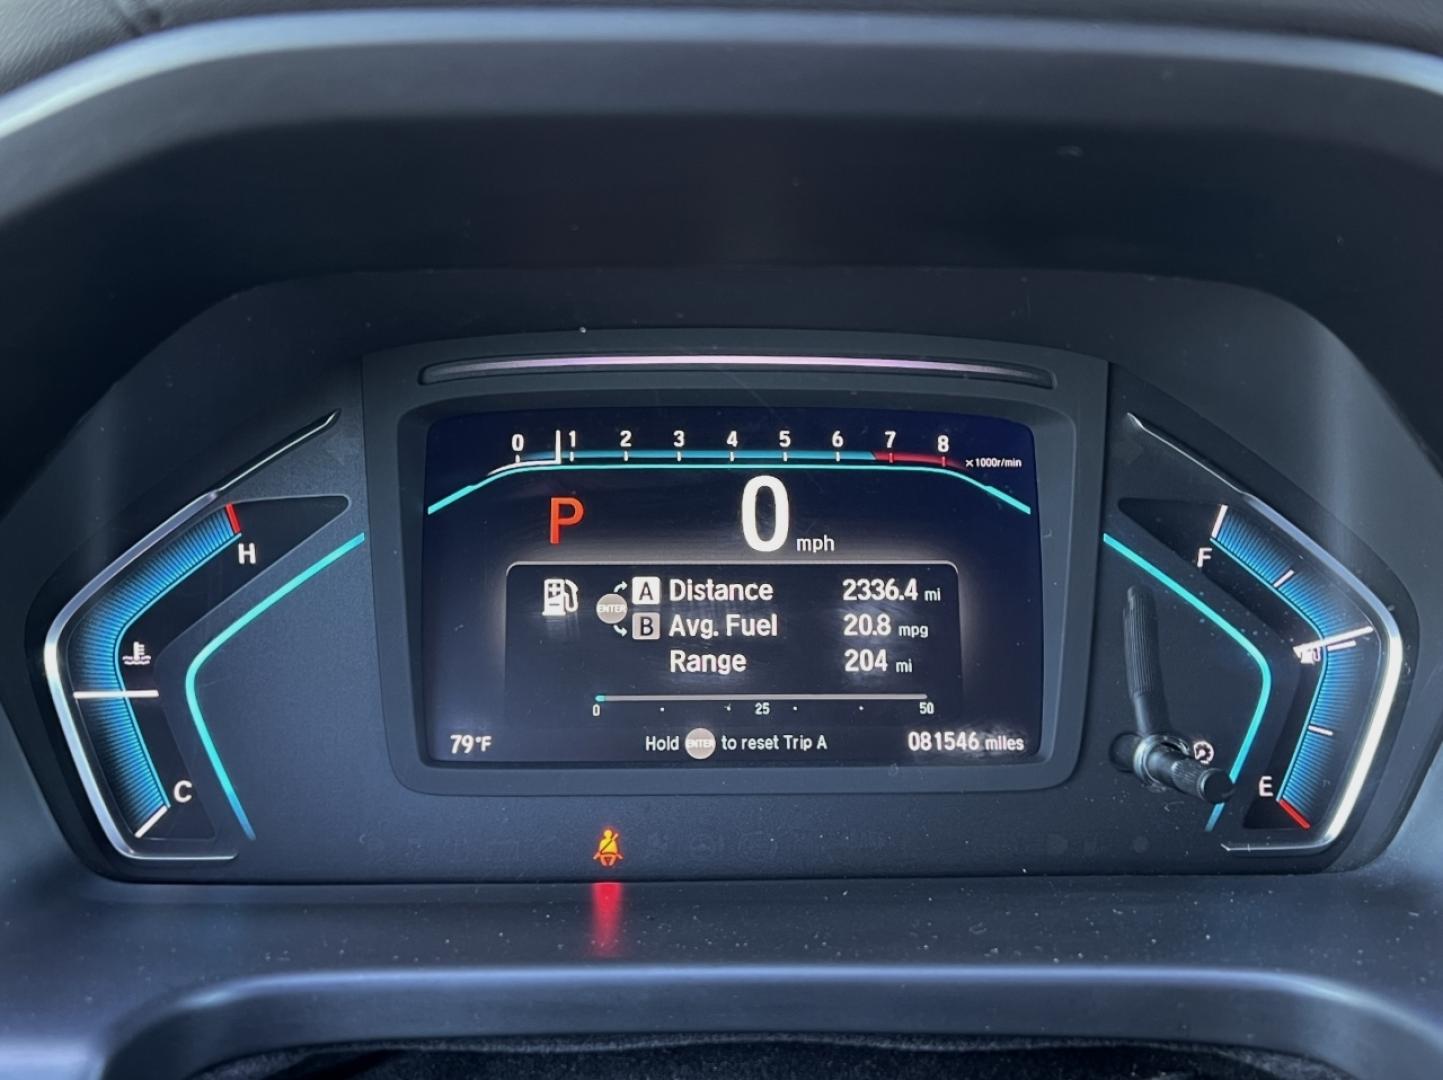 0 1 2 3 4 5 6 7 8
×1000r/min
P 0 mph
H
F
ENTER
A Distance 2336.4 mi
B Avg. Fuel 20.8 mpg
Range 204 mi
0 25 50
C
E
79°F
Hold ENTER to reset Trip A
081546 miles